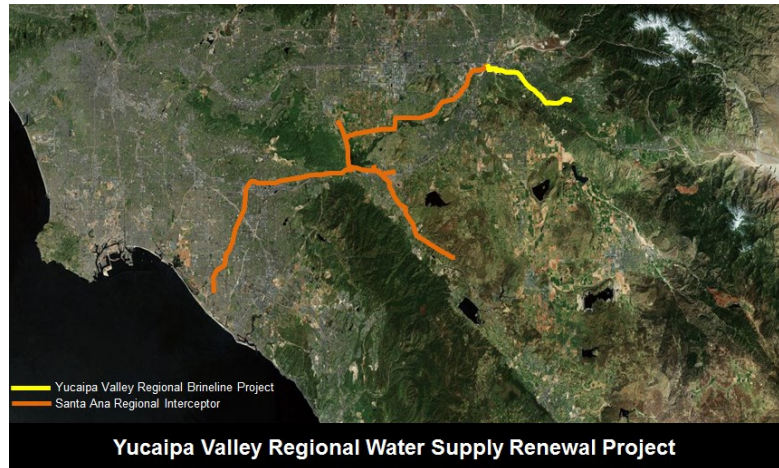 Yucaipa Valley Regional Brineline Project
Santa Ana Regional Interceptor
Yucaipa Valley Regional Water Supply Renewal Project